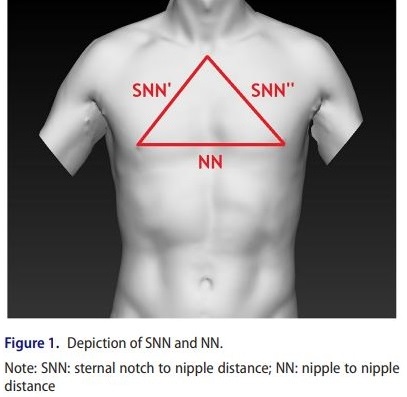 SNN' SNN"
NN
Figure 1. Depiction of SNN and NN.
Note: SNN: sternal notch to nipple distance; NN: nipple to nipple
distance